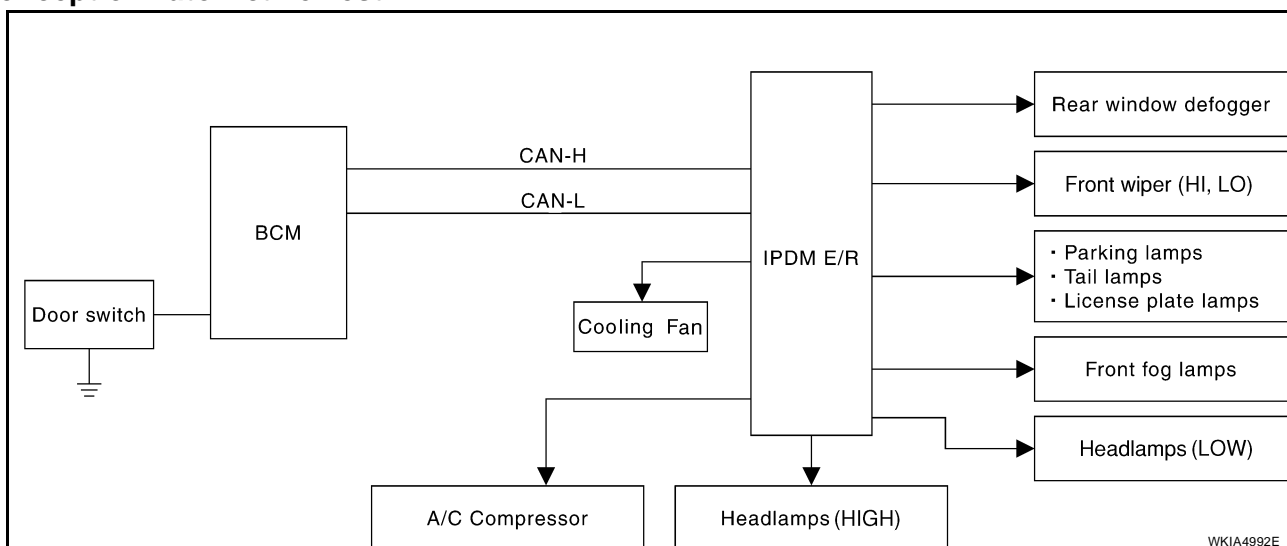 CAN-H
CAN-L
BCM
Door switch
IPDM E/R
Cooling Fan
A/C Compressor
Headlamps (HIGH)
Rear window defogger
Front wiper (HI, LO)
· Parking lamps
· Tail lamps
· License plate lamps
Front fog lamps
Headlamps (LOW)
WKIA4992E